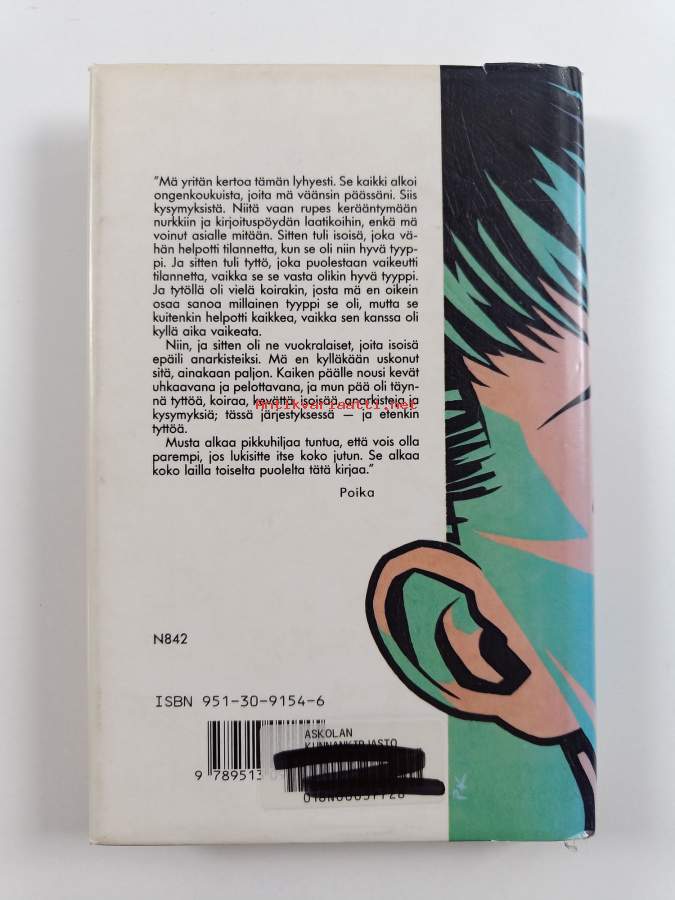 ”Mä yritän kertoa tämän lyhyesti. Se kaikki alkoi
ongenkoukuista, joita mä väänsin päässäni. Siis
kysymyksistä. Niitä vaan rupes kerääntymään
nurkkiin ja kirjoituspöydän laatikoihin, enkä mä
voinut asialle mitään. Sitten tuli isoisä, joka vä-
hän helpotti tilannetta, kun se oli niin hyvä tyyp-
pi. Ja sitten tuli tyttö, joka puolestaan vaikeutti
tilannetta, vaikka se se vasta olikin hyvä tyyppi.
Ja tytöllä oli vielä koirakin, josta mä en oikein
osaa sanoa millainen tyyppi se oli, mutta se
kuitenkin helpotti kaikkea, vaikka sen kanssa oli
kyllä aika vaikeata.
Niin, ja sitten oli ne vuokralaiset, joita isoisä
epäili anarkisteiksi. Mä en kylläkään uskonut
sitä, ainakaan paljon. Kaiken päälle nousi kevät
uhkaavana ja pelottavana, ja mun pää oli täyn-
nä tyttöä, koiraa, kevättä, isoisää, anarkisteja ja
kysymyksiä; tässä järjestyksessä — ja etenkin
tyttöä.
Musta alkaa pikkuhiljaa tuntua, että vois olla
parempi, jos lukisitte itse koko jutun. Se alkaa
koko lailla toiselta puolelta tätä kirjaa.”
Poika
Antikvariaatti.net
N842
ISBN 951-30-9154-6
ASKOLAN
KUNNANKIRJASTO
9 789513
PK